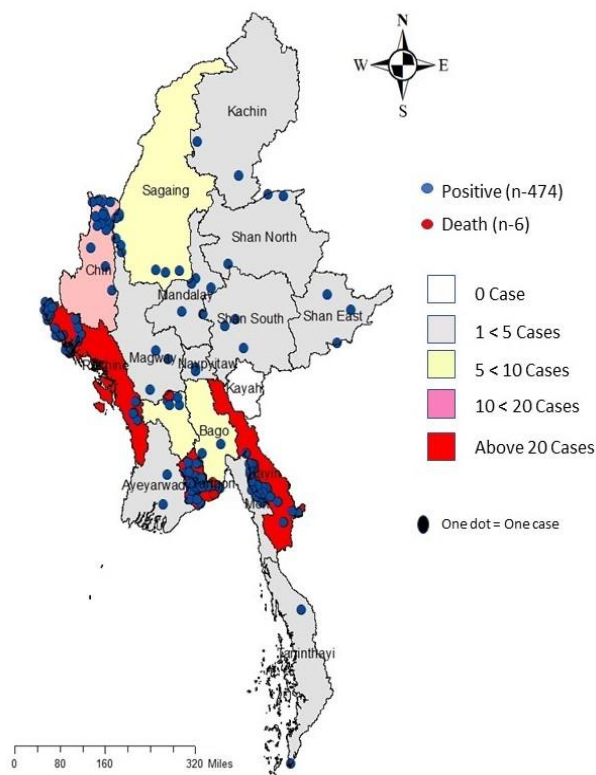 N
W E
S
Kachin
Sagaing
Positive (n-474)
Death (n-6)
Shan North
Chin
0 Case
Mandalay
Shan South
Shan East
1 < 5 Cases
Magway
Naypyitaw
5 < 10 Cases
Kayah
10 < 20 Cases
Bago
Above 20 Cases
Ayeyarwady
One dot = One case
Taninthayi
0 80 160 320 Miles